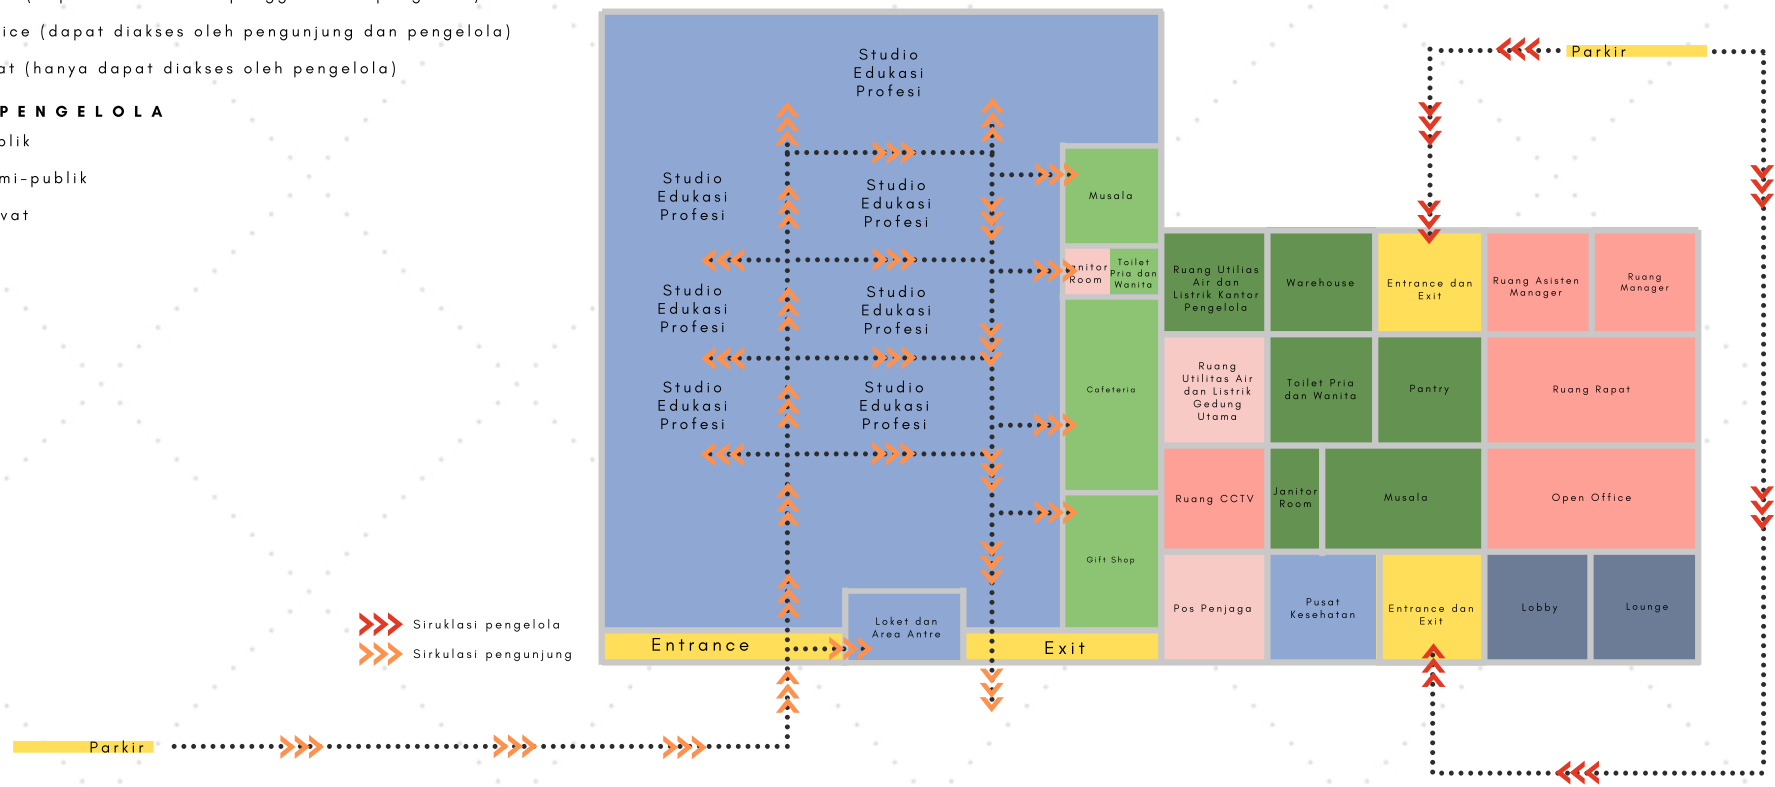 ice (dapat diakses oleh pengunjung dan pengelola)
at (hanya dapat diakses oleh pengelola)
PENGELOLA
blik
mi-publik
vat
Studio
Edukasi
Profesi
Studio
Edukasi
Profesi
Studio
Edukasi
Profesi
Studio
Edukasi
Profesi
Studio
Edukasi
Profesi
Studio
Edukasi
Profesi
Studio
Edukasi
Profesi
Musala
nitor
Room
Toilet
Pria dan
Wanita
Cafeteria
Gift Shop
Loket dan
Area Antre
Entrance
Exit
Parkir
Siruklasi pengelola
Sirkulasi pengunjung
Parkir
Ruang Utilias
Air dan
Listrik Kantor
Pengelola
Warehouse
Entrance dan
Exit
Ruang Asisten
Manager
Ruang
Manager
Ruang
Utilitas Air
dan Listrik
Gedung
Utama
Toilet Pria
dan Wanita
Pantry
Ruang Rapat
Ruang CCTV
Janitor
Room
Musala
Open Office
Pos Penjaga
Pusat
Kesehatan
Entrance dan
Exit
Lobby
Lounge